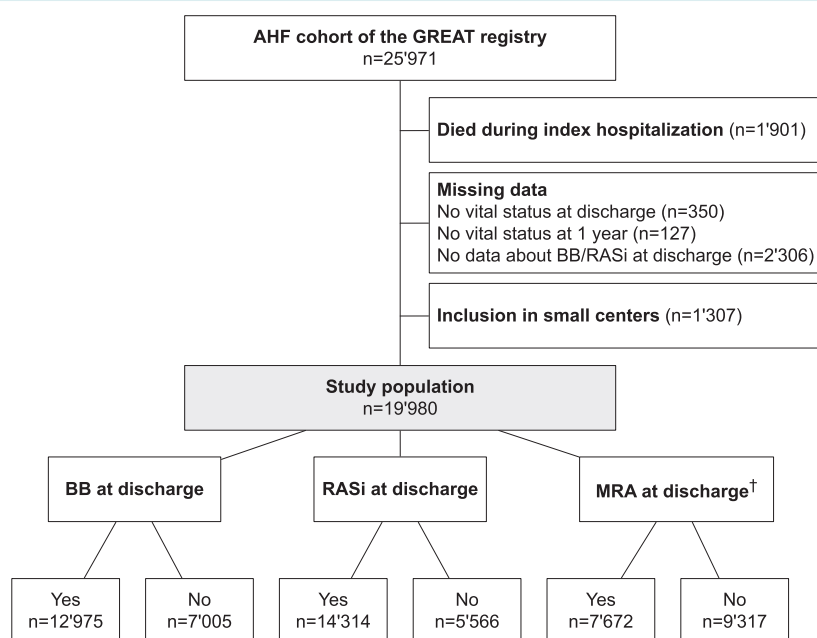 AHF cohort of the GREAT registry
n=25'971
Died during index hospitalization (n=1'901)
Missing data
No vital status at discharge (n=350)
No vital status at 1 year (n=127)
No data about BB/RASi at discharge (n=2'306)
Inclusion in small centers (n=1'307)
Study population
n=19'980
BB at discharge
RASi at discharge
MRA at discharge†
Yes
n=12'975
No
n=7'005
Yes
n=14'314
No
n=5'566
Yes
n=7'672
No
n=9'317